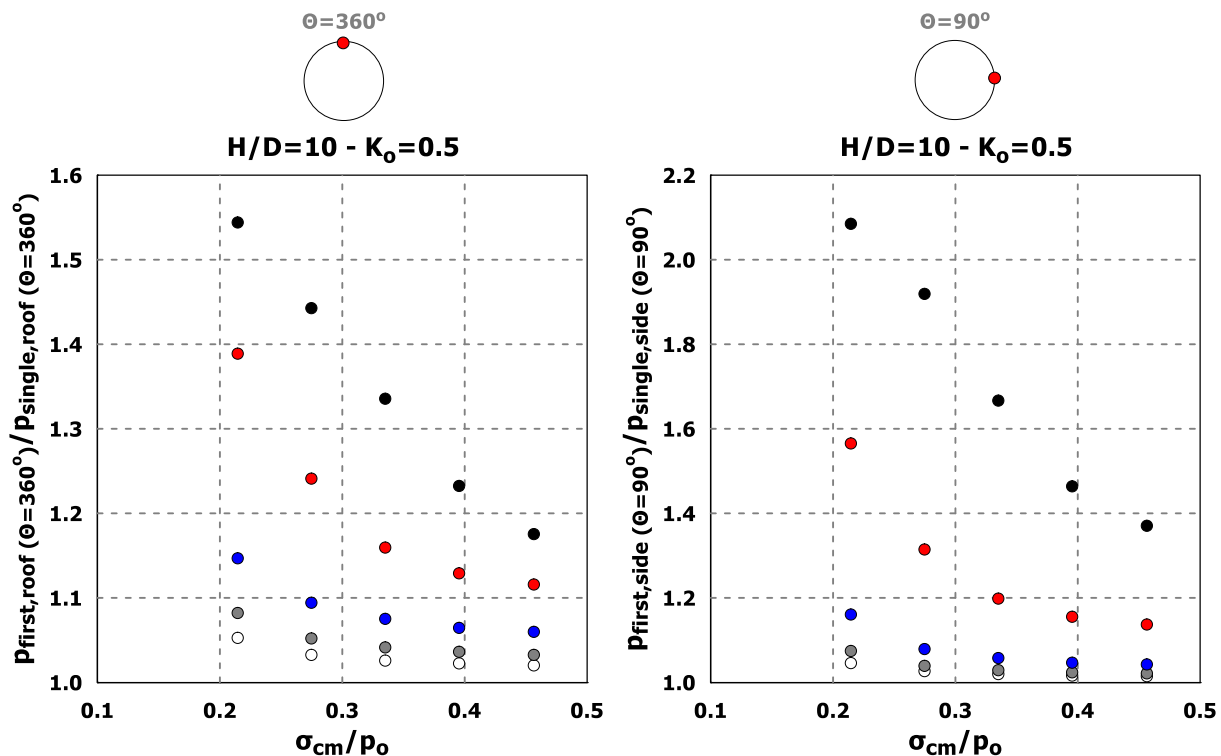 Θ=360°
H/D=10 - Ko=0.5
pfirst,roof (Θ=360°)/psingle,roof (Θ=360°)
1.6
1.5
1.4
1.3
1.2
1.1
1.0
0.1 0.2 0.3 0.4 0.5
σcm/po
Θ=90°
H/D=10 - Ko=0.5
pfirst,side (Θ=90°)/psingle,side (Θ=90°)
2.2
2.0
1.8
1.6
1.4
1.2
1.0
0.1 0.2 0.3 0.4 0.5
σcm/po